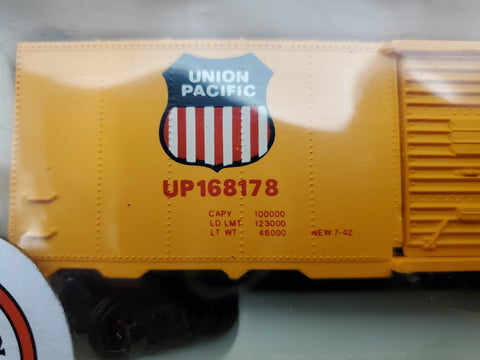 UNION
PACIFIC
UP168178
CAPY 100000
LD LMT. 123000
LT WT 46000 NEW 7-42